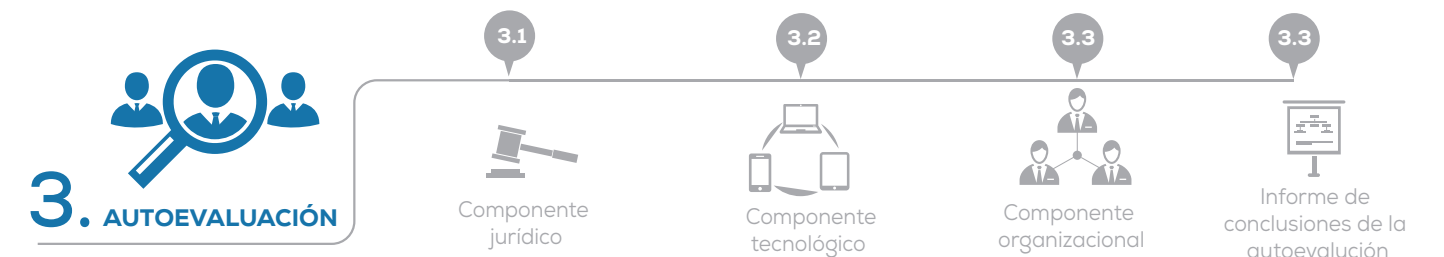 3.1
3.2
3.3
3.3
3. AUTOEVALUACIÓN
Componente
jurídico
Componente
tecnológico
Componente
organizacional
Informe de
conclusiones de la
autoevalución